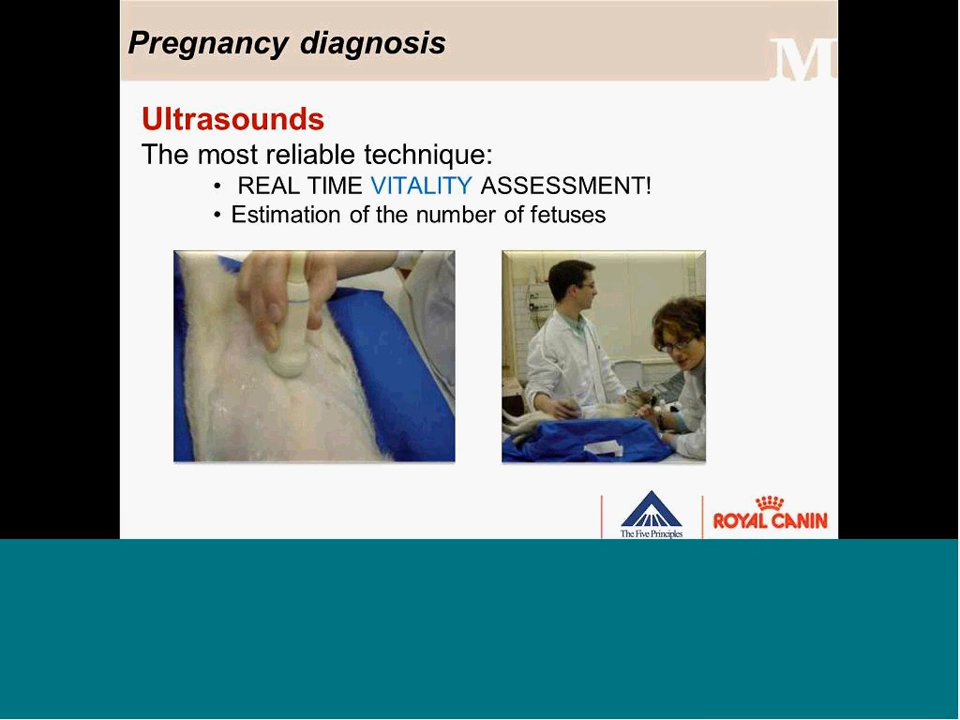 Pregnancy diagnosis
M
Ultrasounds
The most reliable technique:
• REAL TIME VITALITY ASSESSMENT!
• Estimation of the number of fetuses
The Five Principles
ROYAL CANIN